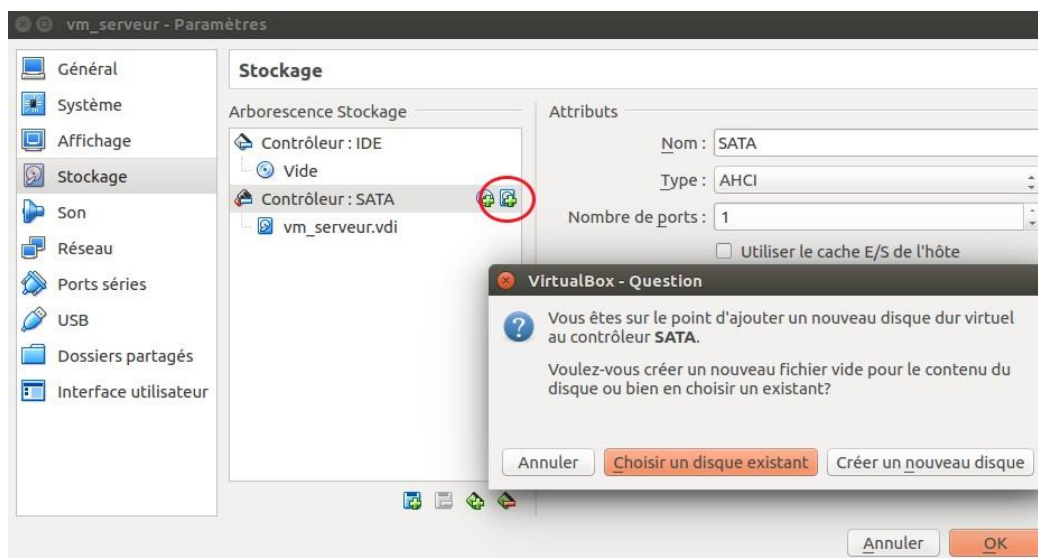 vm_serveur - Paramètres
Général
Système
Affichage
Stockage
Son
Réseau
Ports séries
USB
Dossiers partagés
Interface utilisateur
Stockage
Arborescence Stockage
Contrôleur : IDE
Vide
Contrôleur : SATA
vm_serveur.vdi
Attributs
Nom : SATA
Type : AHCI
Nombre de ports : 1
Utiliser le cache E/S de l'hôte
VirtualBox - Question
Vous êtes sur le point d'ajouter un nouveau disque dur virtuel
au contrôleur SATA.
Voulez-vous créer un nouveau fichier vide pour le contenu du
disque ou bien en choisir un existant?
Annuler Choisir un disque existant Créer un nouveau disque
Annuler OK